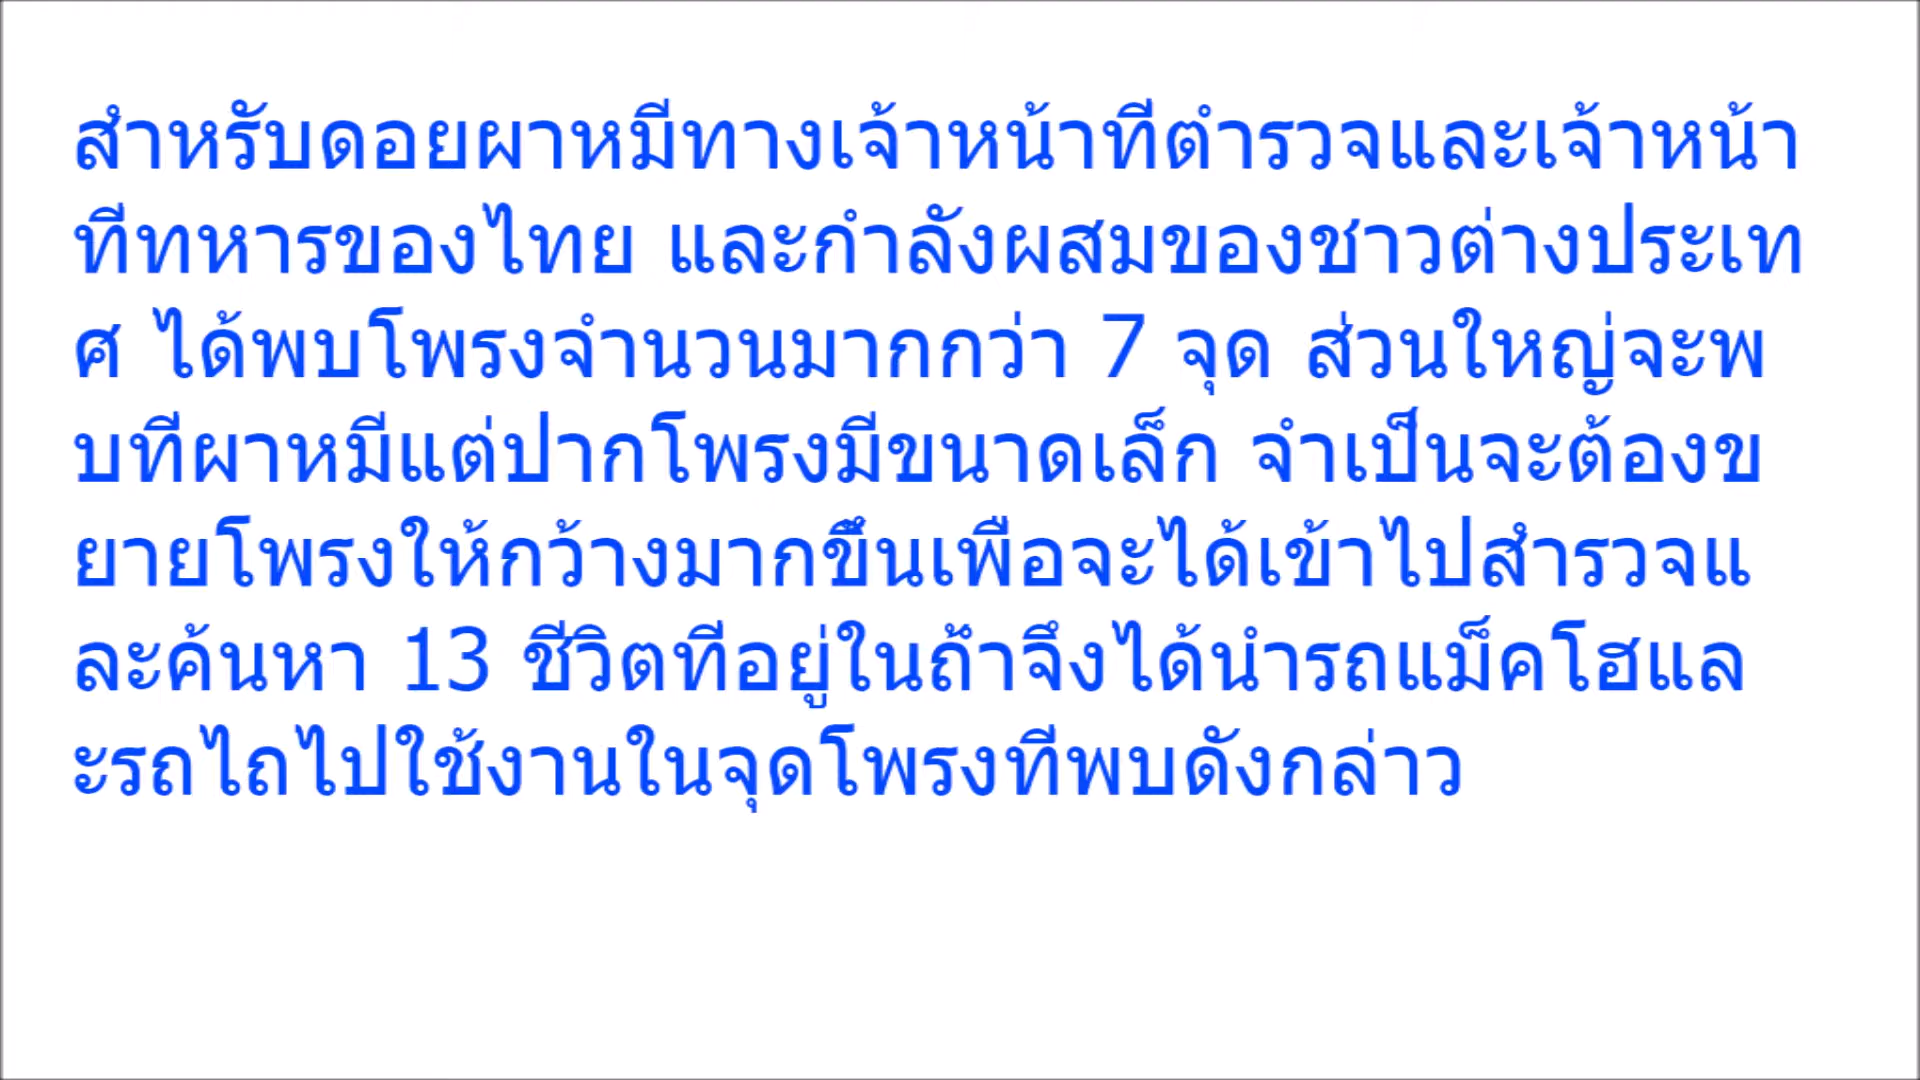 สำหรับดอยผาหมีทางเจ้าหน้าที่ตำรวจและเจ้าหน้า
ที่ทหารของไทย และกำลังผสมของชาวต่างประเท
ศ ได้พบโพรงจำนวนมากกว่า 7 จุด ส่วนใหญ่จะพ
บที่ผาหมีแต่ปากโพรงมีขนาดเล็ก จำเป็นจะต้องข
ยายโพรงให้กว้างมากขึ้นเพื่อจะได้เข้าไปสำรวจแ
ละค้นหา 13 ชีวิตที่อยู่ในถ้ำจึงได้นำรถแม็คโฮแล
ะรถไถไปใช้งานในจุดโพรงที่พบดังกล่าว